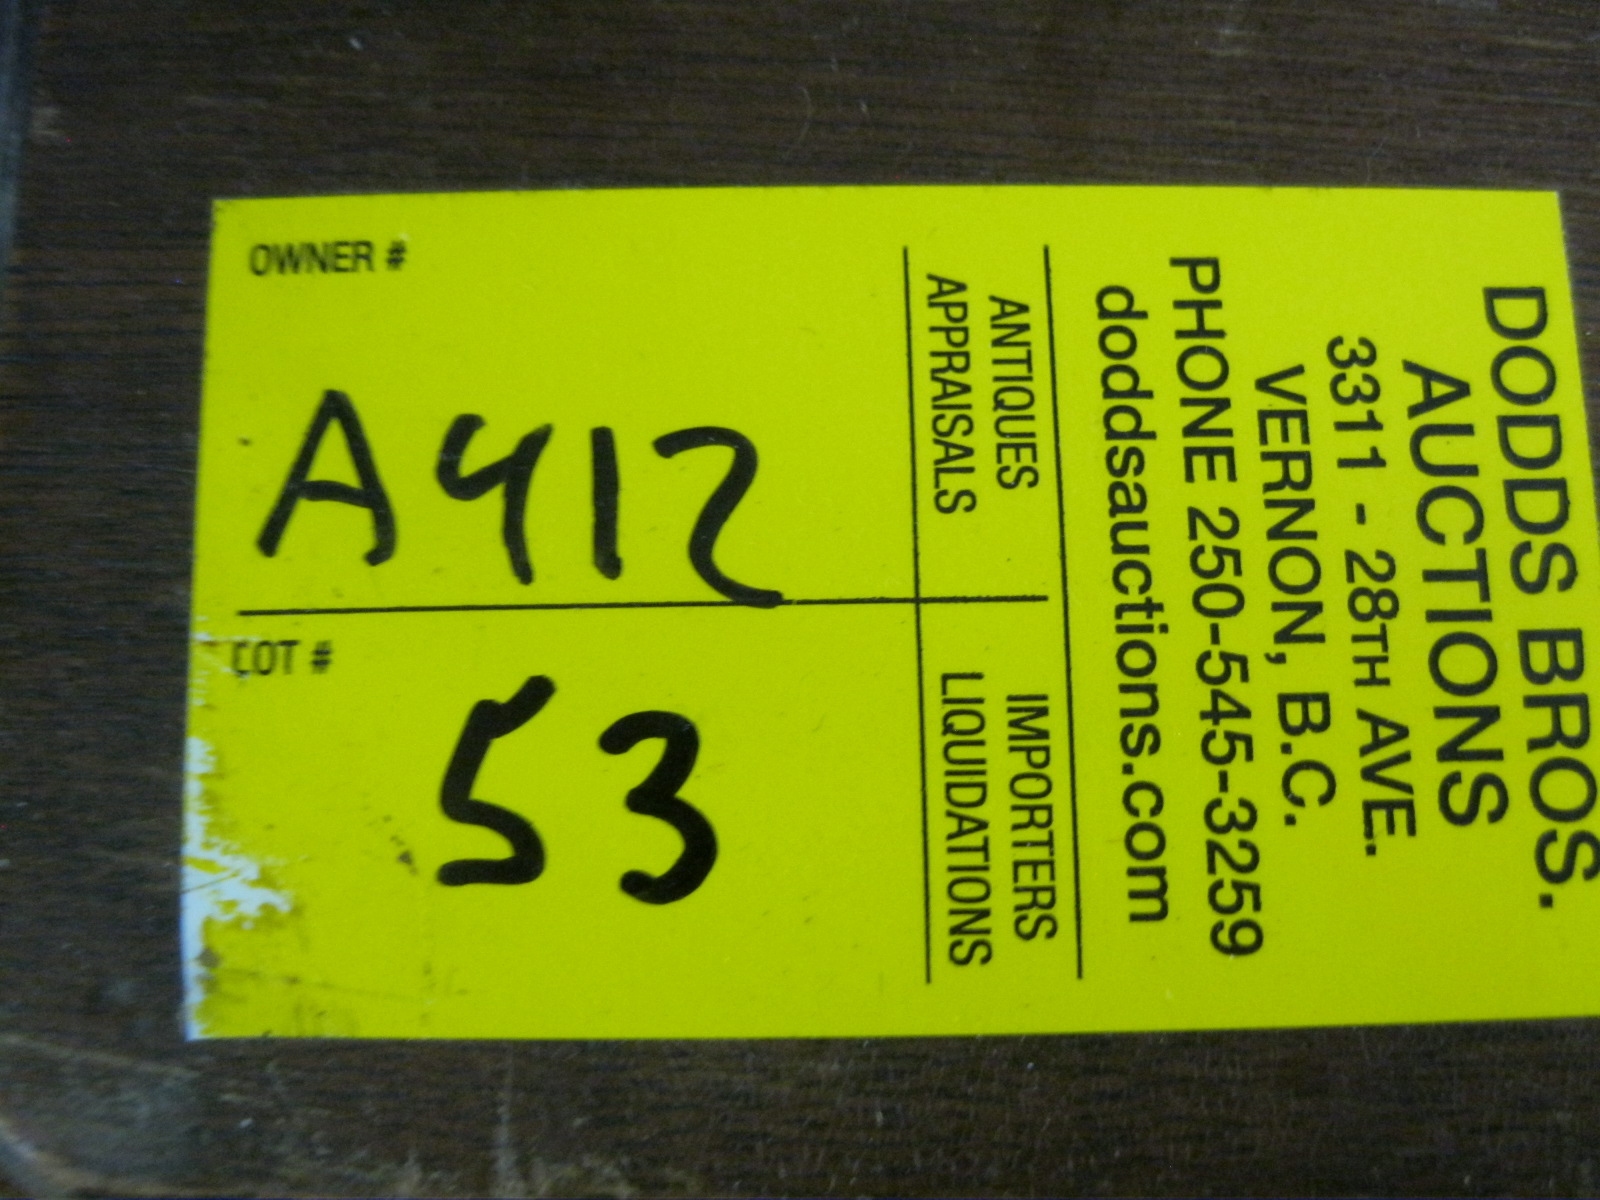 DODDS BROS.
AUCTIONS
3311 - 28TH AVE.
VERNON, B.C.
PHONE 250-545-3259
doddsauctions.com
ANTIQUES
APPRAISALS
IMPORTERS
LIQUIDATIONS
OWNER #
A412
LOT #
53